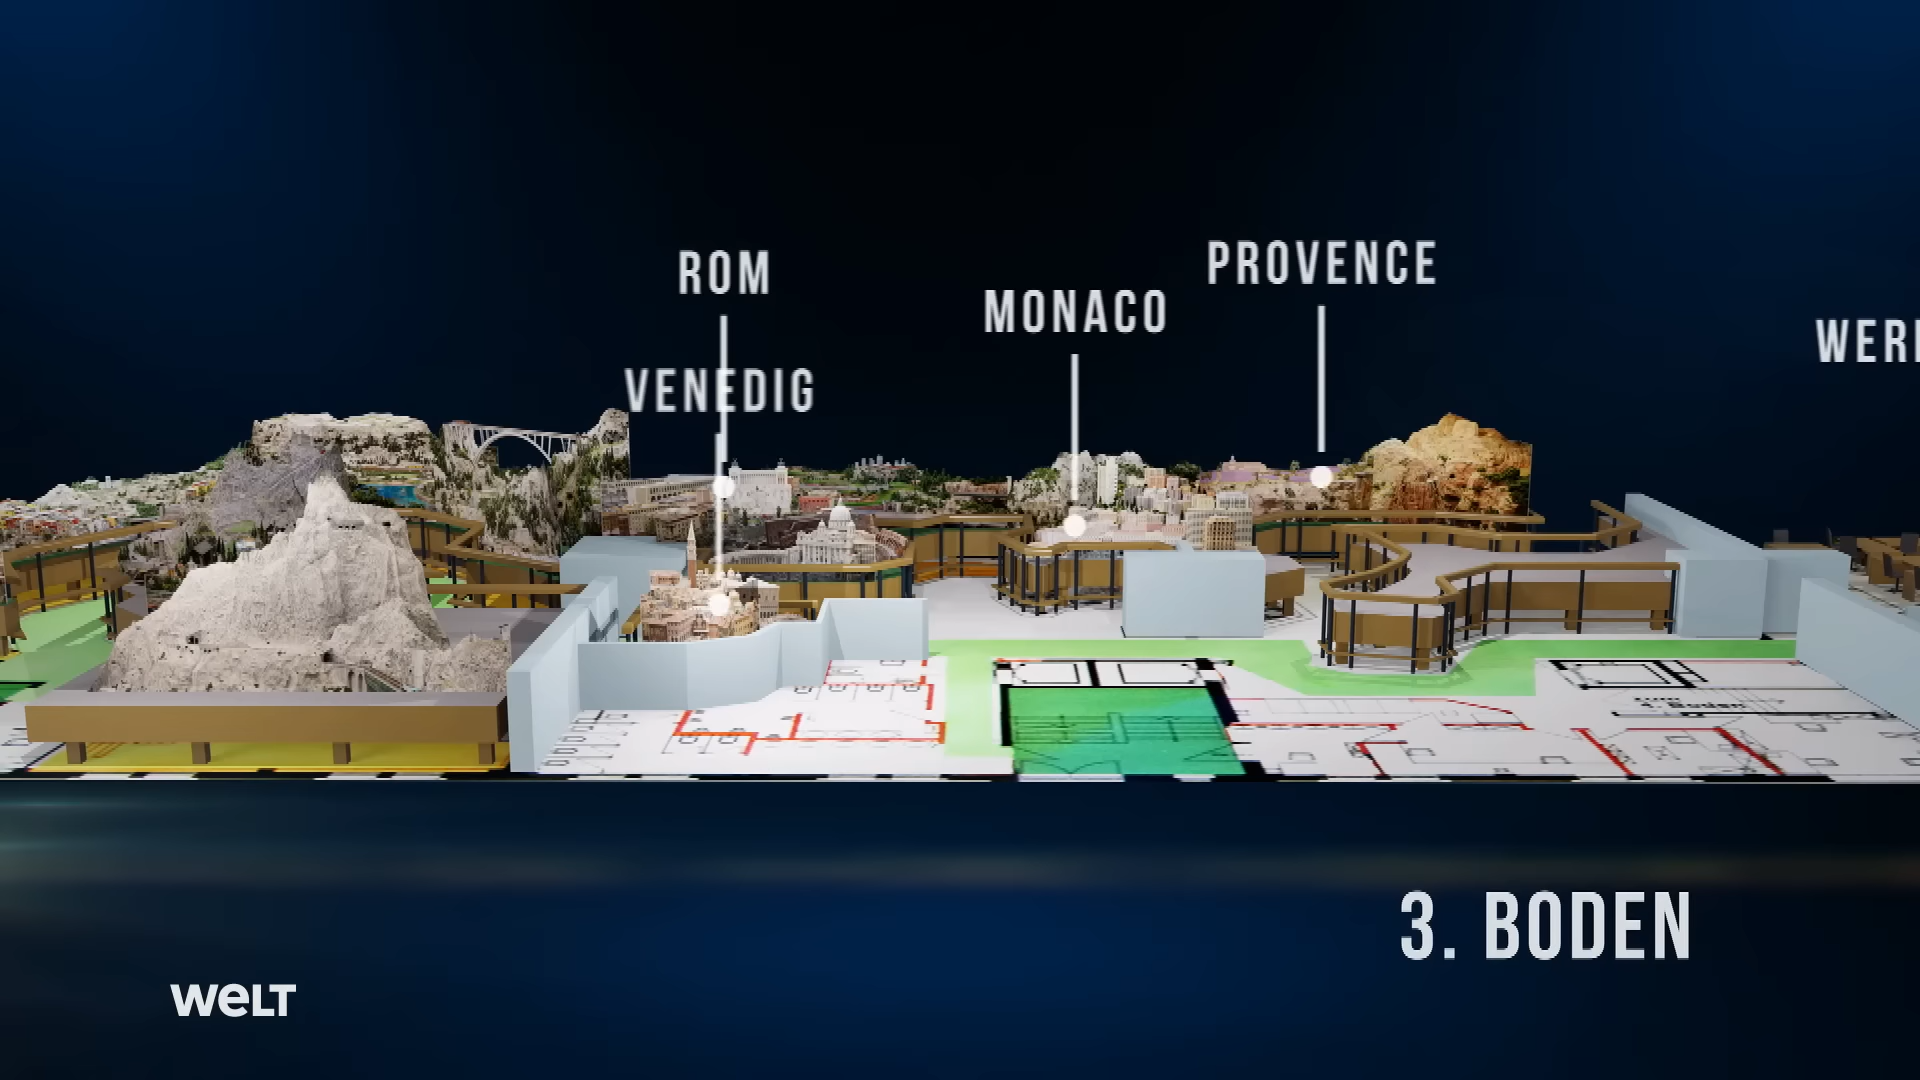 ROM
PROVENCE
MONACO
VENEDIG
3. BODEN
WELT